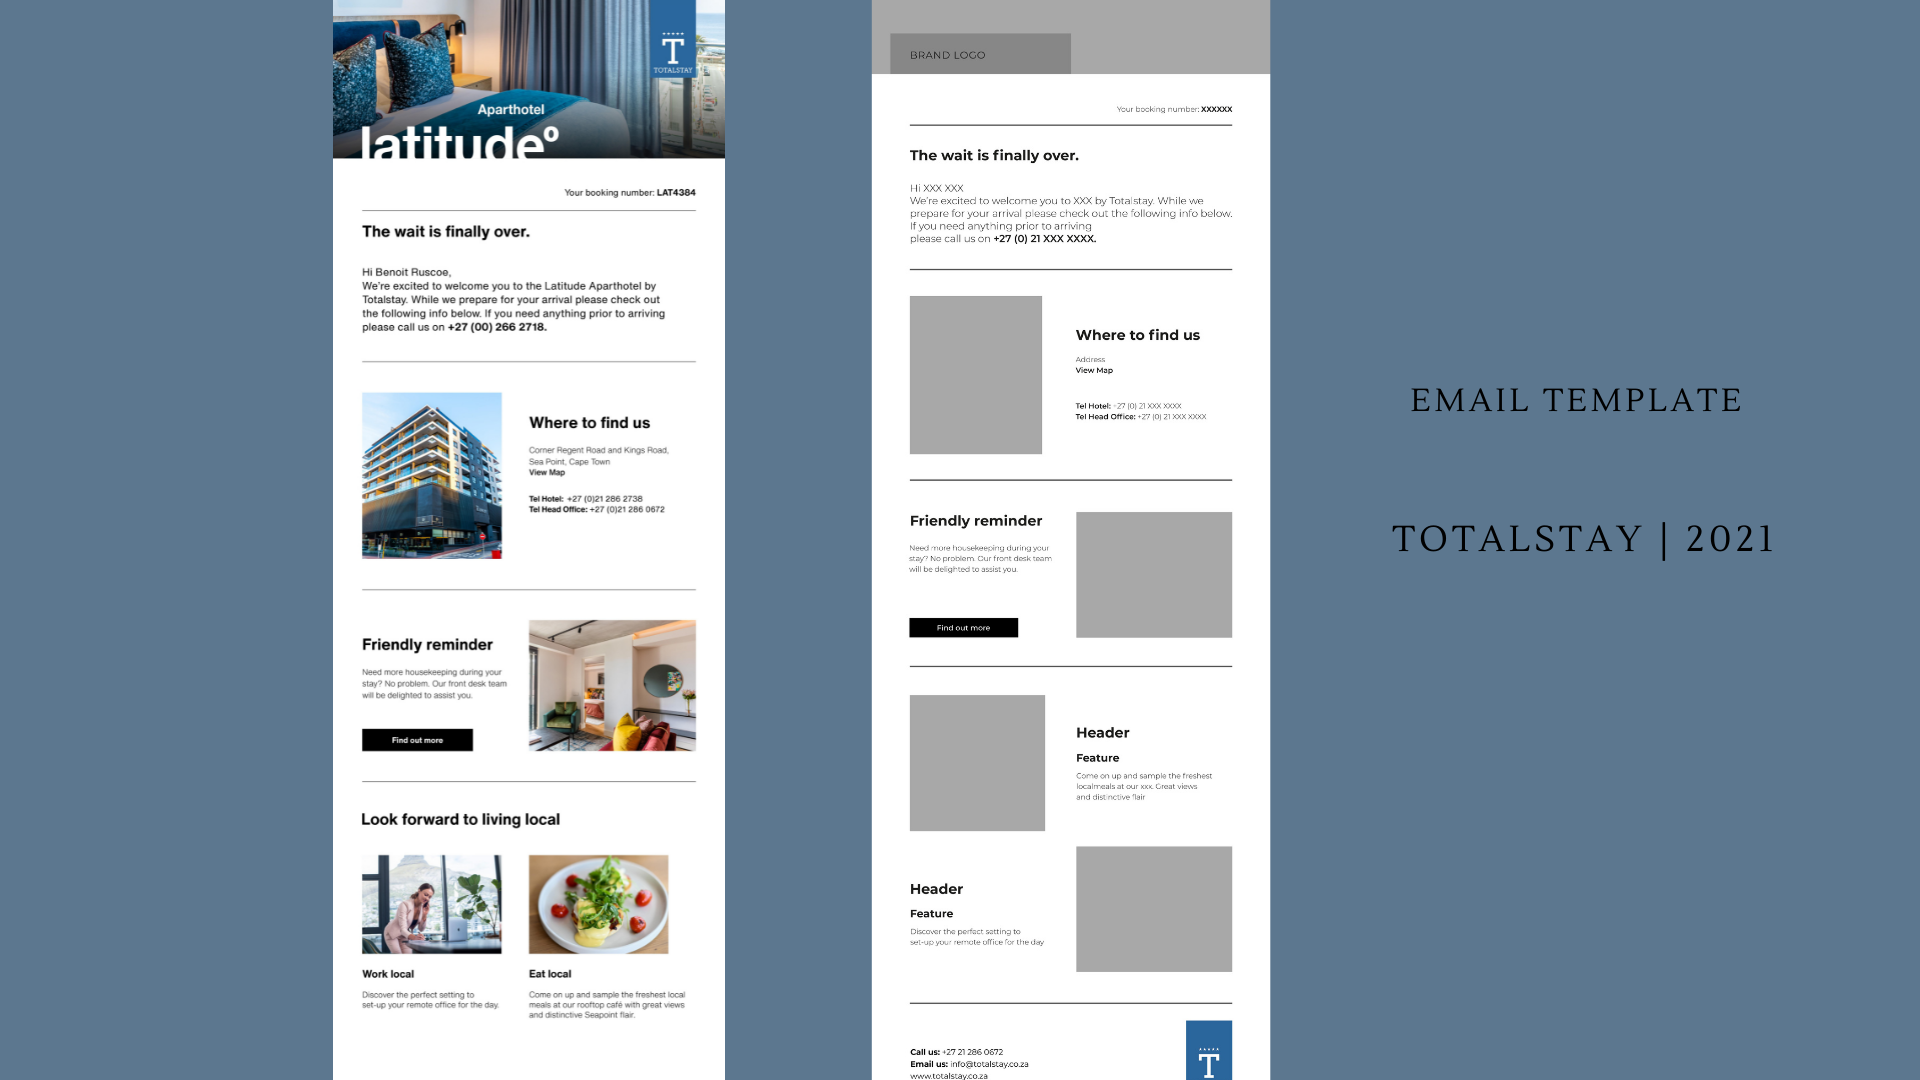 TOTALSTAY
Aparthotel
latitude°
Your booking number: LAT4384
The wait is finally over.
Hi Benoit Ruscoe,
We're excited to welcome you to the Latitude Aparthotel by
Totalstay. While we prepare for your arrival please check out
the following info below. If you need anything prior to arriving
please call us on +27 (00) 266 2718.
Where to find us
Corner Regent Road and Kings Road,
Sea Point, Cape Town
View Map
Tel Hotel: +27 (0)21 286 2738
Tel Head Office: +27 (0)21 286 0672
Friendly reminder
Need more housekeeping during your
stay? No problem. Our front desk team
will be delighted to assist you.
Find out more
Look forward to living local
Work local
Discover the perfect setting to
set-up your remote office for the day.
Eat local
Come on up and sample the freshest local
meals at our rooftop café with great views
and distinctive Seapoint flair.
BRAND LOGO
Your booking number: XXXXXX
The wait is finally over.
Hi XXX XXX
We're excited to welcome you to XXX by Totalstay. While we
prepare for your arrival please check out the following info below.
If you need anything prior to arriving
please call us on +27 (0) 21 XXX XXXX.
Where to find us
Address
View Map
Tel Hotel: +27 (0) 21 XXX XXXX
Tel Head Office: +27 (0) 21 XXX XXXX
Friendly reminder
Need more housekeeping during your
stay? No problem. Our front desk team
will be delighted to assist you.
Find out more
Header
Feature
Come on up and sample the freshest
localmeals at our xxx. Great views
and distinctive flair
Header
Feature
Discover the perfect setting to
set-up your remote office for the day
Call us: +27 21 286 0672
Email us: info@totalstay.co.za
www.totalstay.co.za
T
EMAIL TEMPLATE
TOTALSTAY | 2021